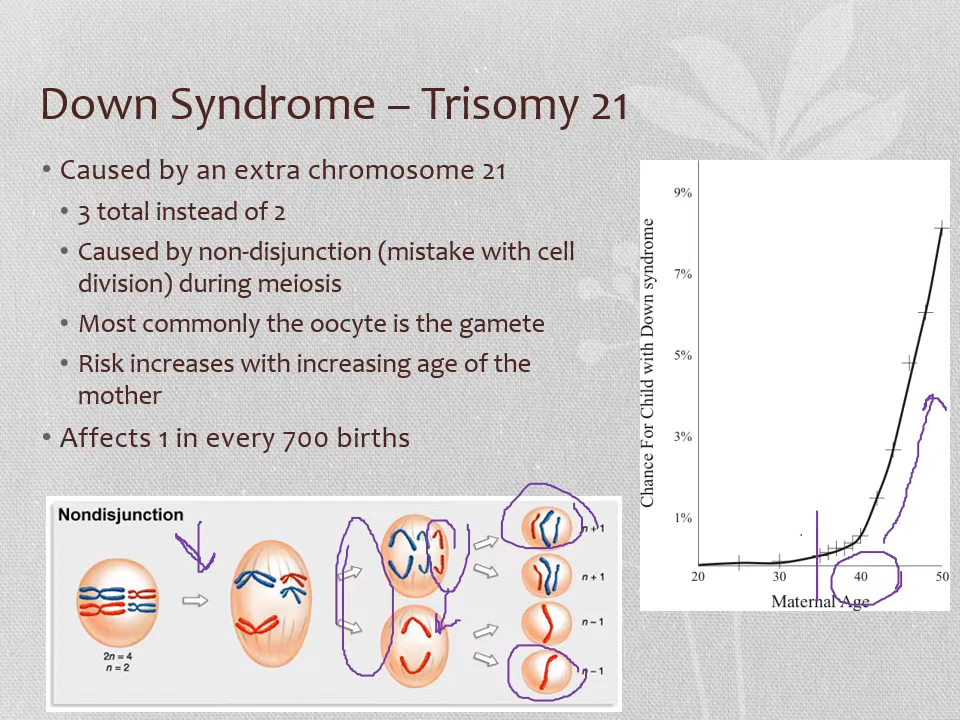 Down Syndrome – Trisomy 21
• Caused by an extra chromosome 21
• 3 total instead of 2
• Caused by non-disjunction (mistake with cell
division) during meiosis
• Most commonly the oocyte is the gamete
• Risk increases with increasing age of the
mother
• Affects 1 in every 700 births
Nondisjunction
2n = 4
n = 2
n + 1
n + 1
n – 1
n – 1
Chance For Child with Down syndrome
9%
7%
5%
3%
1%
20 30 40 50
Maternal Age